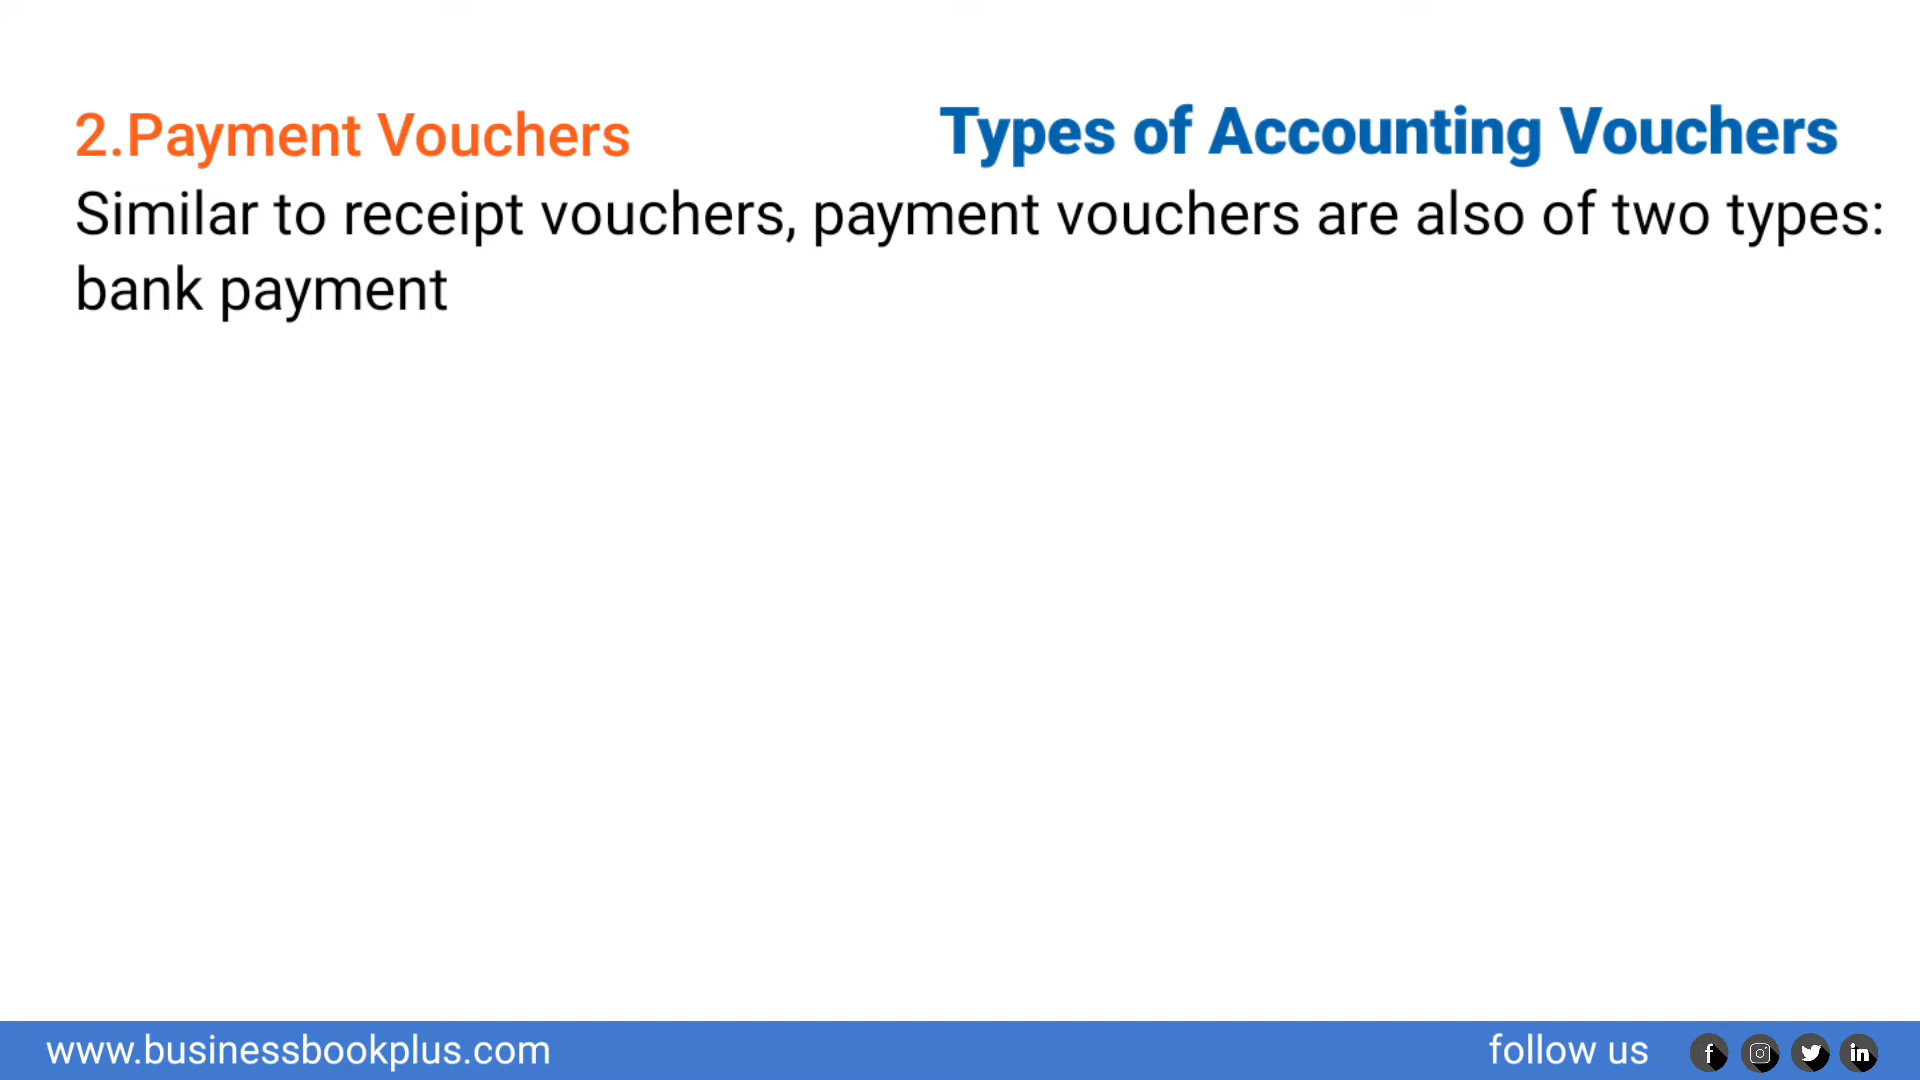 2.Payment Vouchers
Types of Accounting Vouchers
Similar to receipt vouchers, payment vouchers are also of two types:
bank payment
www.businessbookplus.com
follow us